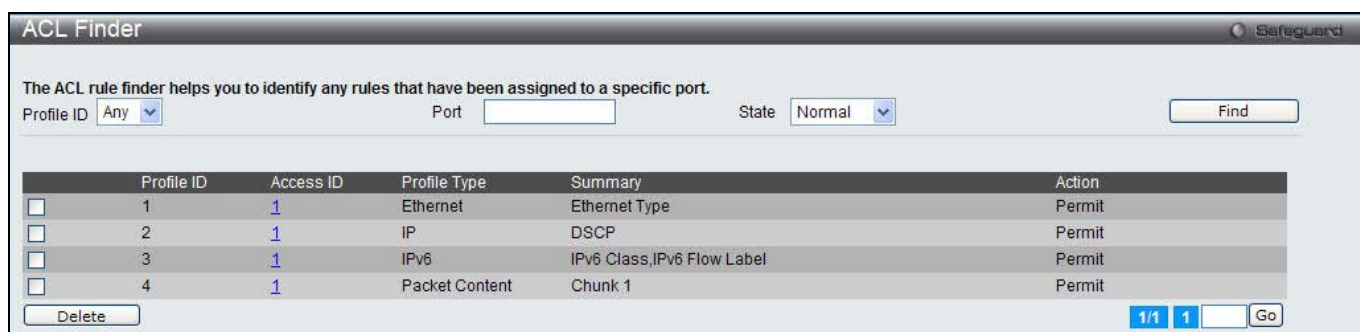 ACL Finder
Safeguard
The ACL rule finder helps you to identify any rules that have been assigned to a specific port.
Profile ID Any Port State Normal Find
Profile ID Access ID Profile Type Summary Action
1 1 Ethernet Ethernet Type Permit
2 1 IP DSCP Permit
3 1 IPv6 IPv6 Class,IPv6 Flow Label Permit
4 1 Packet Content Chunk 1 Permit
Delete 1/1 1 Go